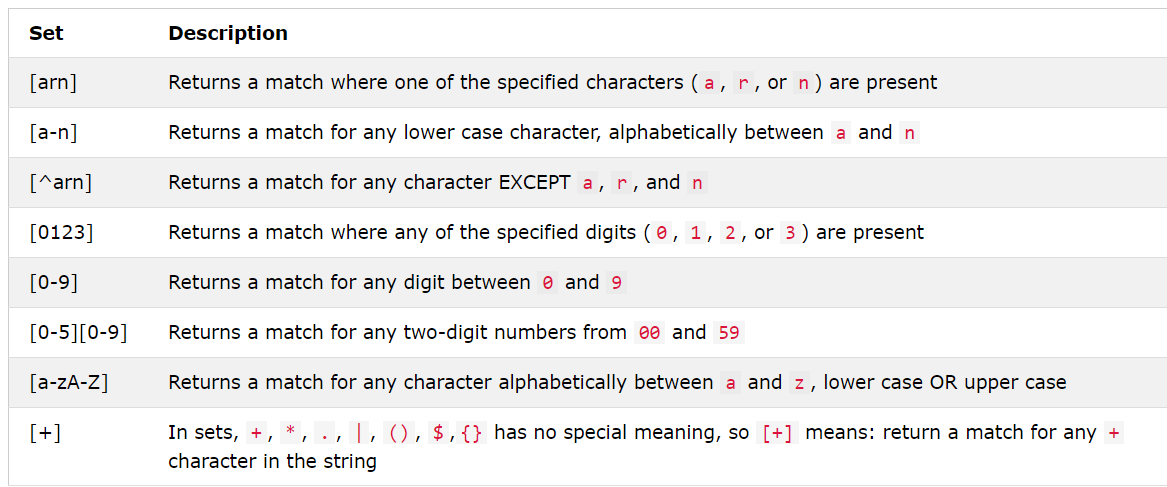 Set Description
[arn] Returns a match where one of the specified characters (a, r, or n) are present
[a-n] Returns a match for any lower case character, alphabetically between a and n
[^arn] Returns a match for any character EXCEPT a, r, and n
[0123] Returns a match where any of the specified digits (0, 1, 2, or 3) are present
[0-9] Returns a match for any digit between 0 and 9
[0-5][0-9] Returns a match for any two-digit numbers from 00 and 59
[a-zA-Z] Returns a match for any character alphabetically between a and z, lower case OR upper case
[+] In sets, +, *, ., |, (), $,{} has no special meaning, so [+] means: return a match for any +
character in the string